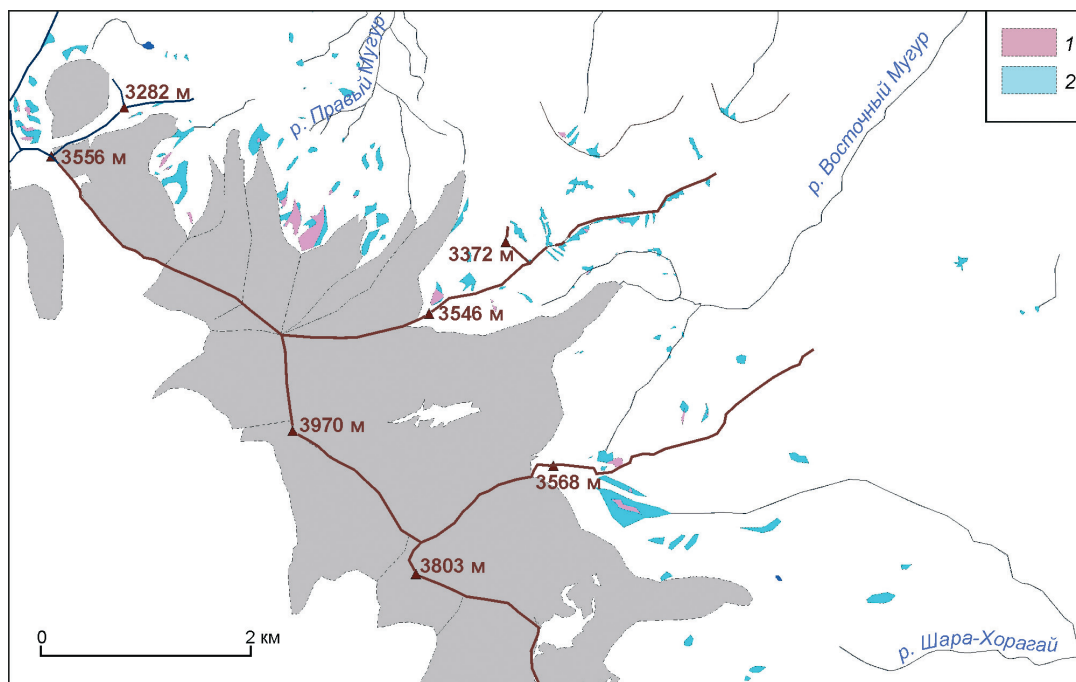 1
2
3282 м
р. Правый Мугур
р. Восточный Мугур
3556 м
3372 м
3546 м
3970 м
3568 м
3803 м
0
2 км
р. Шара-Хорагай